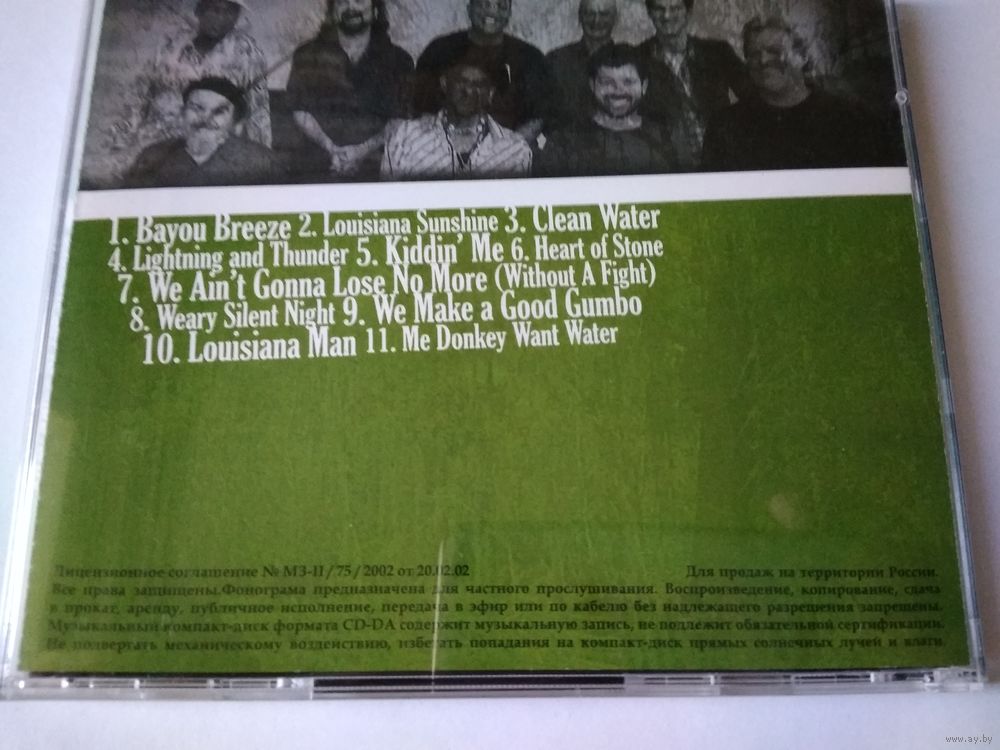 1. Bayou Breeze 2. Louisiana Sunshine 3. Clean Water
4. Lightning and Thunder 5. Kiddin' Me 6. Heart of Stone
7. We Ain't Gonna Lose No More (Without A Fight)
8. Weary Silent Night 9. We Make a Good Gumbo
10. Louisiana Man 11. Me Donkey Want Water
Лицензионное соглашение № МЗ-II / 75 / 2002 от 20.02.02 Для продаж на территории России.
Все права защищены.Фонограма предназначена для частного прослушивания. Воспроизведение, копирование, сдача
в прокат, аренду, публичное исполнение, передача в эфир или по кабелю без надлежащего разрешения запрещены.
Музыкальный компакт-диск формата CD-DA содержит музыкальную запись, не подлежит обязательной сертификации.
Не подвергать механическому воздействию, избегать попадания на компакт-диск прямых солнечных лучей и влаги.
www.ay.by